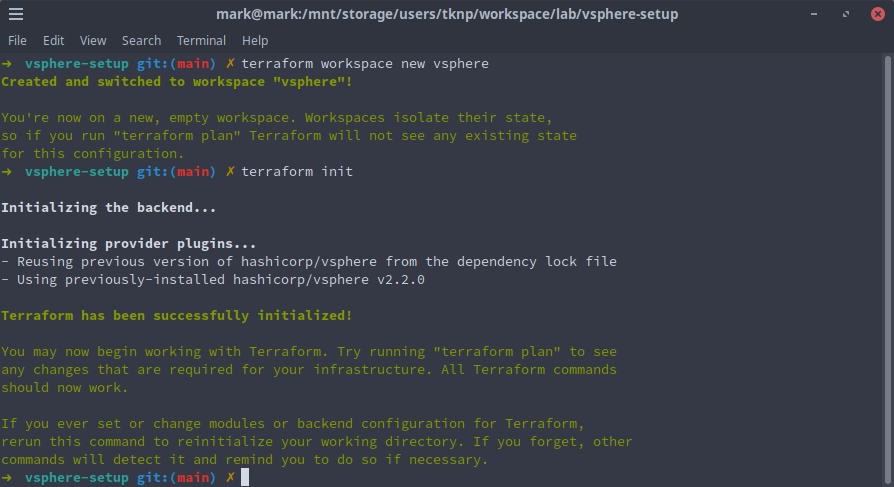 mark@mark:/mnt/storage/users/tknp/workspace/lab/vsphere-setup
File Edit View Search Terminal Help
➜ vsphere-setup git:(main) ✗ terraform workspace new vsphere
Created and switched to workspace "vsphere"!
You're now on a new, empty workspace. Workspaces isolate their state,
so if you run "terraform plan" Terraform will not see any existing state
for this configuration.
➜ vsphere-setup git:(main) ✗ terraform init
Initializing the backend...
Initializing provider plugins...
- Reusing previous version of hashicorp/vsphere from the dependency lock file
- Using previously-installed hashicorp/vsphere v2.2.0
Terraform has been successfully initialized!
You may now begin working with Terraform. Try running "terraform plan" to see
any changes that are required for your infrastructure. All Terraform commands
should now work.
If you ever set or change modules or backend configuration for Terraform,
rerun this command to reinitialize your working directory. If you forget, other
commands will detect it and remind you to do so if necessary.
➜ vsphere-setup git:(main) ✗